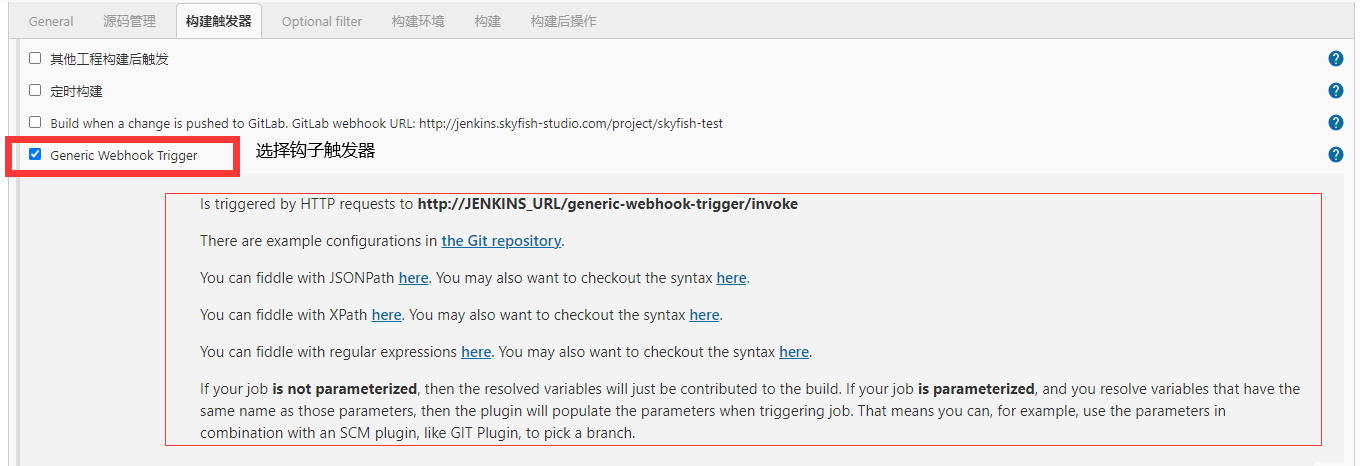 General 源码管理 构建触发器 Optional filter 构建环境 构建 构建后操作
其他工程构建后触发
定时构建
Build when a change is pushed to GitLab. GitLab webhook URL: http://jenkins.skyfish-studio.com/project/skyfish-test
Generic Webhook Trigger 选择钩子触发器
Is triggered by HTTP requests to http://JENKINS_URL/generic-webhook-trigger/invoke
There are example configurations in the Git repository.
You can fiddle with JSONPath here. You may also want to checkout the syntax here.
You can fiddle with XPath here. You may also want to checkout the syntax here.
You can fiddle with regular expressions here. You may also want to checkout the syntax here.
If your job is not parameterized, then the resolved variables will just be contributed to the build. If your job is parameterized, and you resolve variables that have the
same name as those parameters, then the plugin will populate the parameters when triggering job. That means you can, for example, use the parameters in
combination with an SCM plugin, like GIT Plugin, to pick a branch.